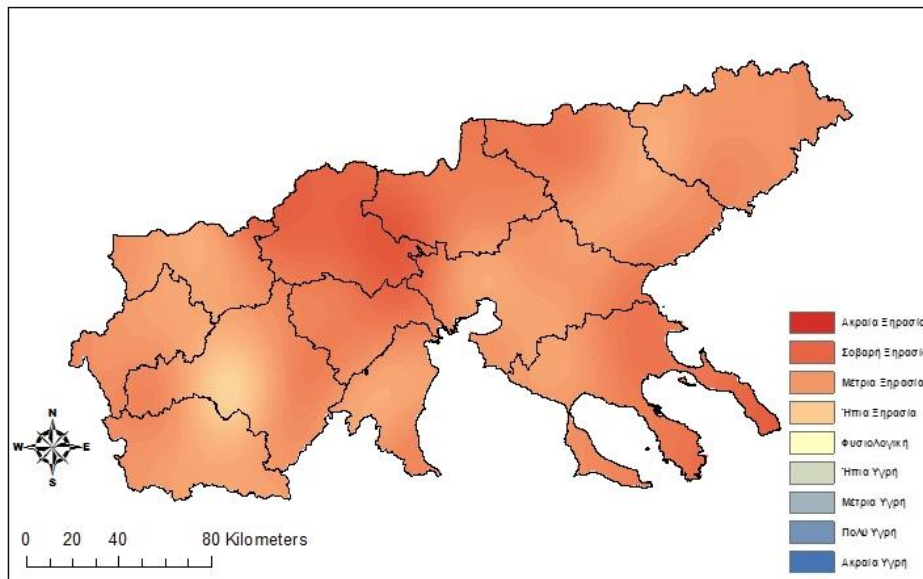 Ακραία Ξηρασία
Σοβαρή Ξηρασία
Μέτρια Ξηρασία
Ήπια Ξηρασία
Φυσιολογική
Ήπια Υγρή
Μέτρια Υγρή
Πολύ Υγρή
Ακραία Υγρή
N
W E
S
0 20 40 80 Kilometers